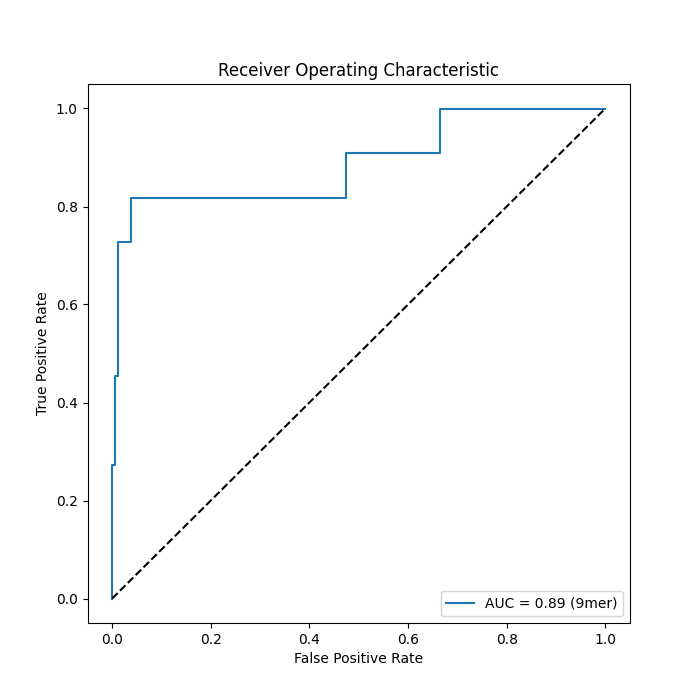 Receiver Operating Characteristic
True Positive Rate
1.0
0.8
0.6
0.4
0.2
0.0
AUC = 0.89 (9mer)
0.0 0.2 0.4 0.6 0.8 1.0
False Positive Rate